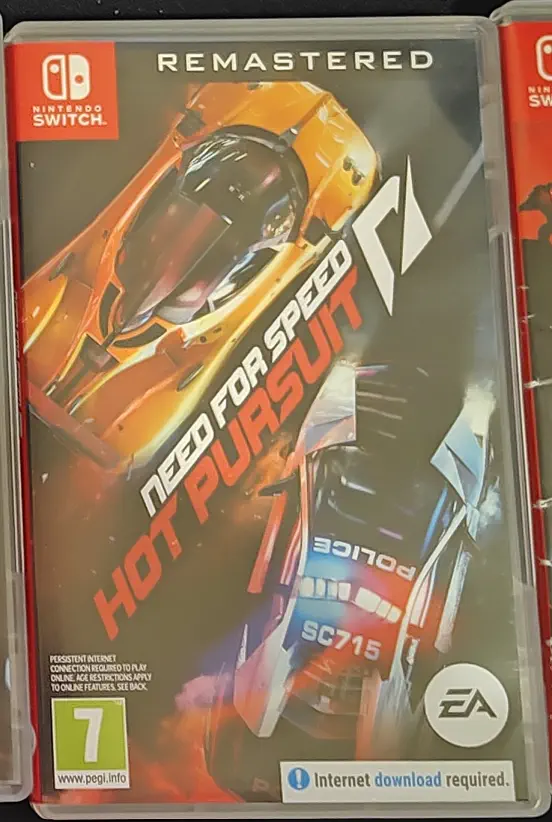 REMASTERED
NINTENDO
SWITCH
NEED FOR SPEED
HOT PURSUIT
POLICE
SC715
PERSISTENT INTERNET
CONNECTION REQUIRED TO PLAY
ONLINE. AGE RESTRICTIONS APPLY
TO ONLINE FEATURES. SEE BACK.
7
www.pegi.info
EA
! Internet download required.